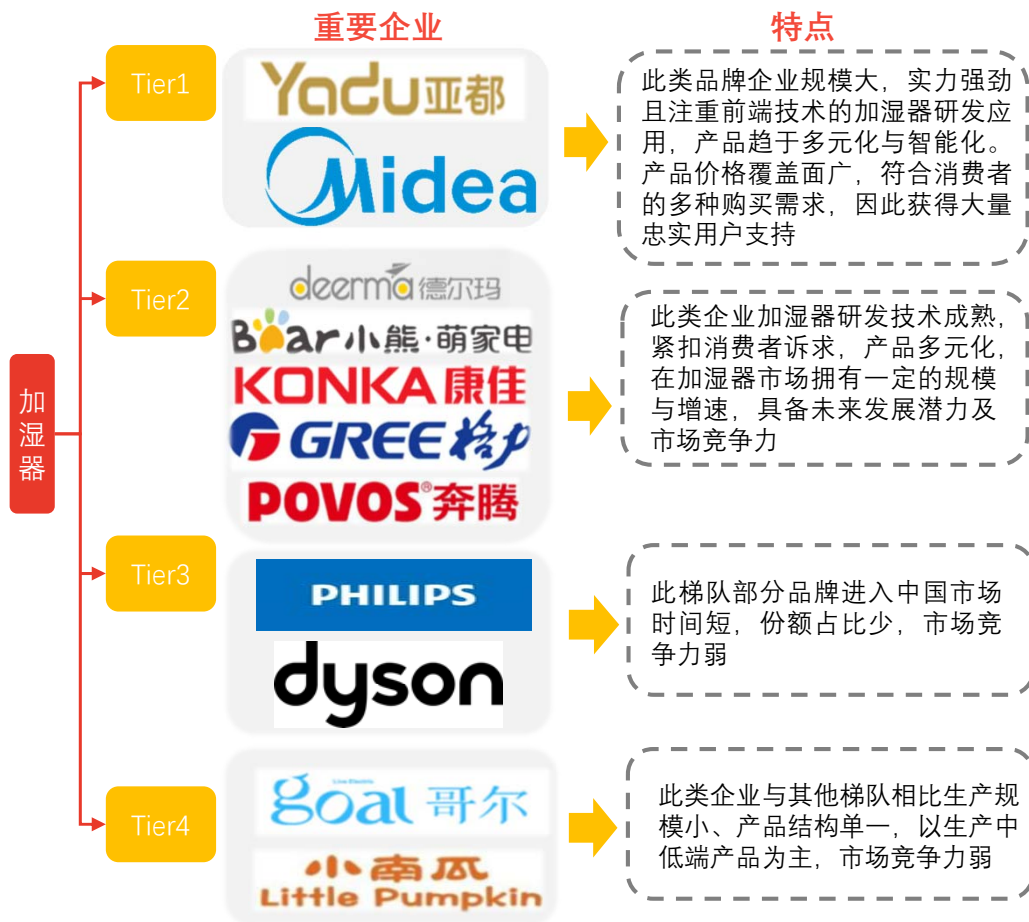 重要企业
特点
加湿器
Tier1
Yadu亚都
Midea
此类品牌企业规模大，实力强劲
且注重前端技术的加湿器研发应
用，产品趋于多元化与智能化。
产品价格覆盖面广，符合消费者
的多种购买需求，因此获得大量
忠实用户支持
Tier2
deerma德尔玛
Bear小熊·萌家电
KONKA康佳
GREE格力
POVOS®奔腾
此类企业加湿器研发技术成熟，
紧扣消费者诉求，产品多元化，
在加湿器市场拥有一定的规模
与增速，具备未来发展潜力及
市场竞争力
Tier3
PHILIPS
dyson
此梯队部分品牌进入中国市场
时间短，份额占比少，市场竞
争力弱
Tier4
Live Electric
goal哥尔
小南瓜
Little Pumpkin
此类企业与其他梯队相比生产规
模小、产品结构单一，以生产中
低端产品为主，市场竞争力弱